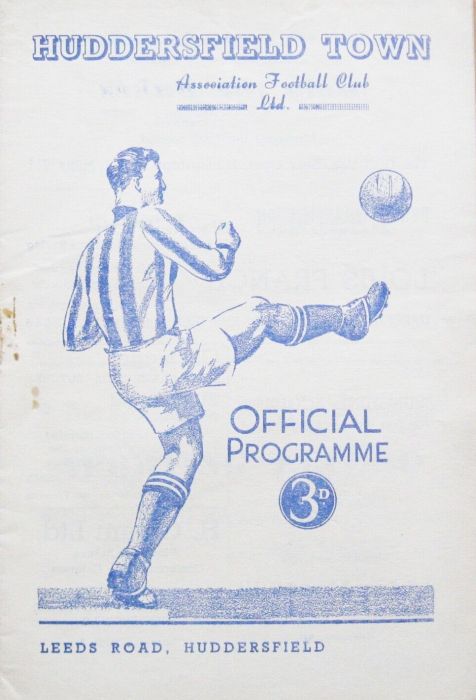 HUDDERSFIELD TOWN
Association Football Club
Ltd.
OFFICIAL
PROGRAMME
3D
LEEDS ROAD, HUDDERSFIELD